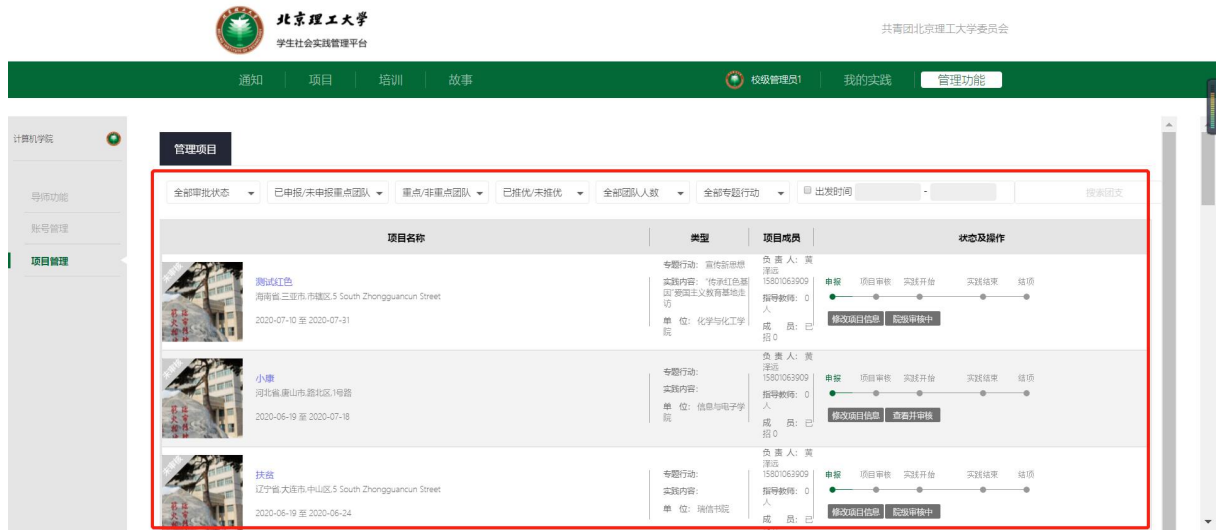 北京理工大学
学生社会实践管理平台
共青团北京理工大学委员会
通知 项目 培训 故事 校级管理员1 我的实践 管理功能
计算机学院
导师功能
账号管理
项目管理
管理项目
全部审批状态 已申报/未申报重点团队 重点/非重点团队 已推优/未推优 全部团队人数 全部专题行动 出发时间 - 搜索团支
项目名称 类型 项目成员 状态及操作
测试红色
海南省,三亚市,市辖区,5 South Zhongguancun Street
2020-07-10 至 2020-07-31
专题行动: 宣传新思想
实践内容: “传承红色基
因”爱国主义教育基地走
访
单 位: 化学与化工学
院
负 责 人: 黄
泽远
15801063909
指导教师: 0
人
成 员: 已
招 0
申报 项目审核 实践开始 实践结束 结项
修改项目信息 院级审核中
小康
河北省,唐山市,路北区,1号路
2020-06-19 至 2020-07-18
专题行动:
实践内容:
单 位: 信息与电子学
院
负 责 人: 黄
泽远
15801063909
指导教师: 0
人
成 员: 已
招 0
申报 项目审核 实践开始 实践结束 结项
修改项目信息 查看并审核
扶贫
辽宁省,大连市,中山区,5 South Zhongguancun Street
2020-06-19 至 2020-06-24
专题行动:
实践内容:
单 位: 瑞信书院
负 责 人: 黄
泽远
15801063909
指导教师: 0
人
成 员: 已
申报 项目审核 实践开始 实践结束 结项
修改项目信息 院级审核中